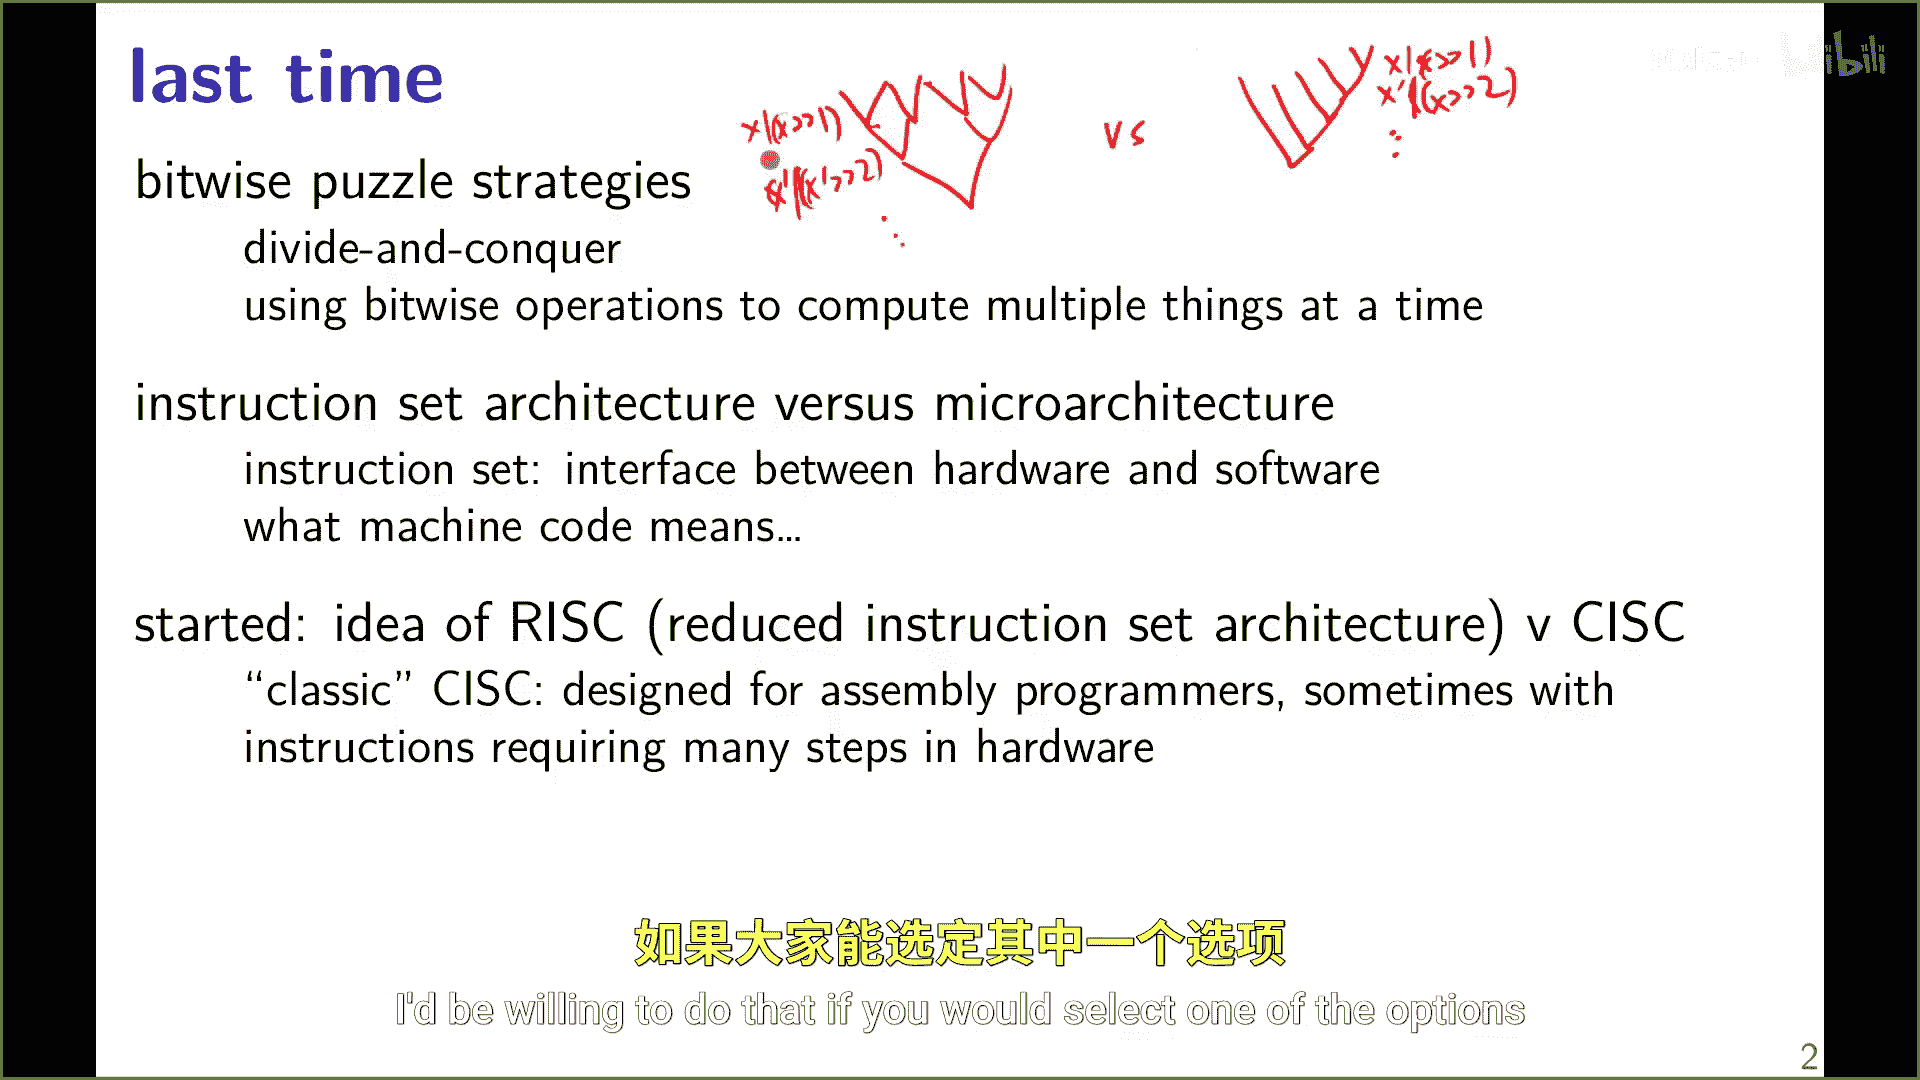 last time
x|(x>>1)
x'|(x'>>2)
vs
x|(x>>1)
x'|(x>>2)
bitwise puzzle strategies
divide-and-conquer
using bitwise operations to compute multiple things at a time
instruction set architecture versus microarchitecture
instruction set: interface between hardware and software
what machine code means…
started: idea of RISC (reduced instruction set architecture) v CISC
“classic” CISC: designed for assembly programmers, sometimes with
instructions requiring many steps in hardware
如果大家能选定其中一个选项
I'd be willing to do that if you would select one of the options
2